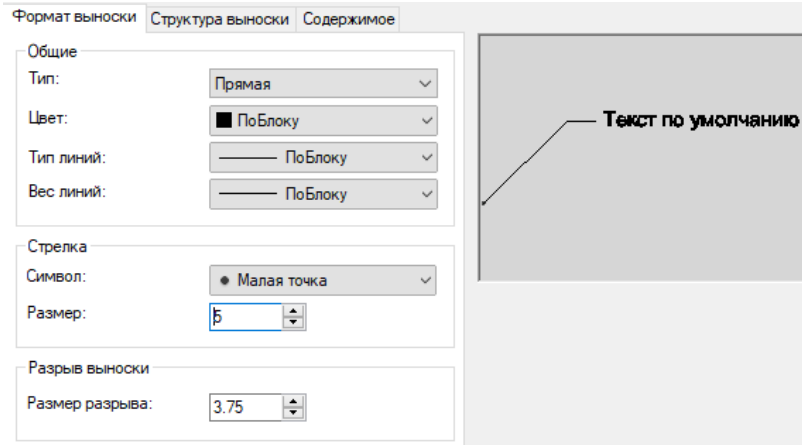 Формат выноски Структура выноски Содержимое
Общие
Тип: Прямая
Цвет: ПоБлоку
Тип линий: ПоБлоку
Вес линий: ПоБлоку
Стрелка
Символ: Малая точка
Размер: 5
Разрыв выноски
Размер разрыва: 3.75
Текст по умолчанию